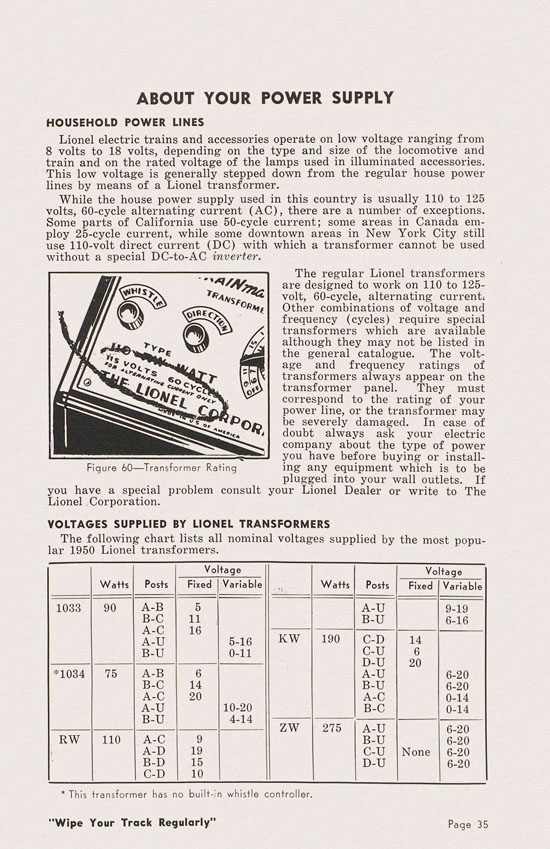 ABOUT YOUR POWER SUPPLY
HOUSEHOLD POWER LINES
Lionel electric trains and accessories operate on low voltage ranging from
8 volts to 18 volts, depending on the type and size of the locomotive and
train and on the rated voltage of the lamps used in illuminated accessories.
This low voltage is generally stepped down from the regular house power
lines by means of a Lionel transformer.
While the house power supply used in this country is usually 110 to 125
volts, 60-cycle alternating current (AC), there are a number of exceptions.
Some parts of California use 50-cycle current; some areas in Canada em-
ploy 25-cycle current, while some downtown areas in New York City still
use 110-volt direct current (DC) with which a transformer cannot be used
without a special DC-to-AC inverter.
WHISTLE
TRANSFORME
DIRECTION
TYPE
110 RW WATT
115 VOLTS 60 CYCLES
FOR ALTERNATING CURRENT ONLY
THE LIONEL CORPOR
MADE IN U S OF AMERICA
OFF
Figure 60—Transformer Rating
The regular Lionel transformers
are designed to work on 110 to 125-
volt, 60-cycle, alternating current.
Other combinations of voltage and
frequency (cycles) require special
transformers which are available
although they may not be listed in
the general catalogue. The volt-
age and frequency ratings of
transformers always appear on the
transformer panel. They must
correspond to the rating of your
power line, or the transformer may
be severely damaged. In case of
doubt always ask your electric
company about the type of power
you have before buying or install-
ing any equipment which is to be
plugged into your wall outlets. If
you have a special problem consult your Lionel Dealer or write to The
Lionel Corporation.
VOLTAGES SUPPLIED BY LIONEL TRANSFORMERS
The following chart lists all nominal voltages supplied by the most popu-
lar 1950 Lionel transformers.
Voltage
Watts Posts Fixed Variable
1033 90 A-B 5
B-C 11
A-C 16
A-U 5-16
B-U 0-11
*1034 75 A-B 6
B-C 14
A-C 20
A-U 10-20
B-U 4-14
RW 110 A-C 9
A-D 19
B-D 15
C-D 10
Voltage
Watts Posts Fixed Variable
A-U 9-19
B-U 6-16
KW 190 C-D 14
C-U 6
D-U 20
A-U 6-20
B-U 6-20
A-C 0-14
B-C 0-14
ZW 275 A-U 6-20
B-U 6-20
C-U None 6-20
D-U 6-20
* This transformer has no built-in whistle controller.
"Wipe Your Track Regularly"
Page 35